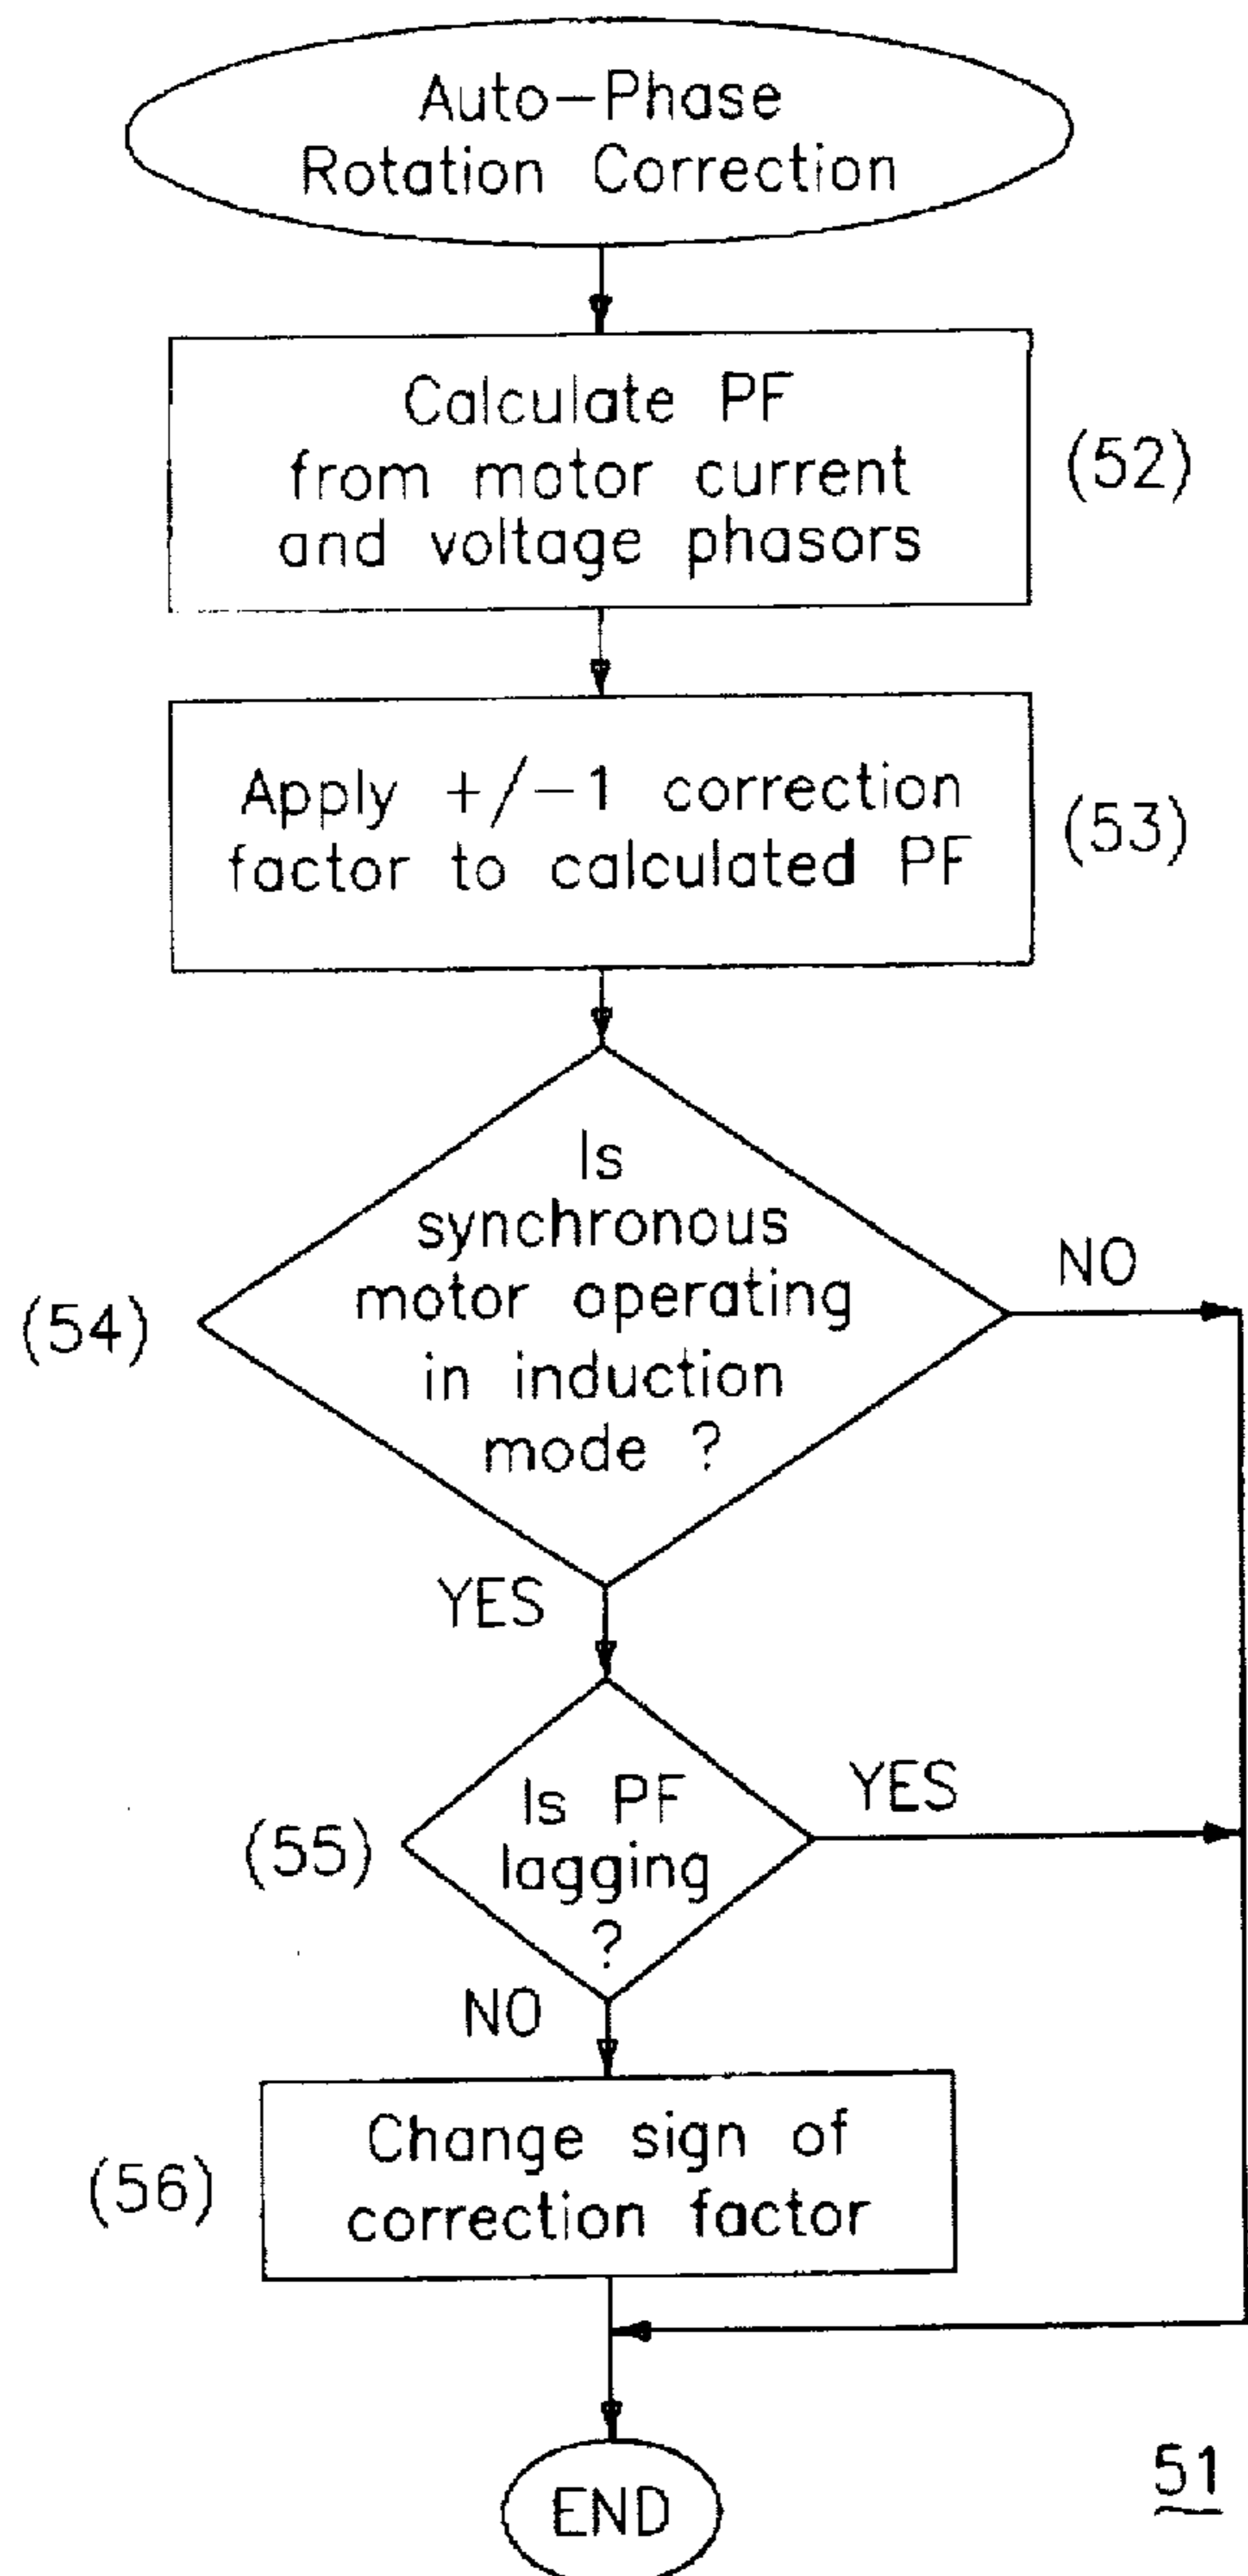 Auto-Phase
Rotation Correction
Calculate PF
from motor current
and voltage phasors
(52)
Apply +/-1 correction
factor to calculated PF
(53)
Is
synchronous
motor operating
in induction
mode ?
(54)
NO
YES
Is PF
lagging
?
(55)
YES
NO
Change sign of
correction factor
(56)
END
51